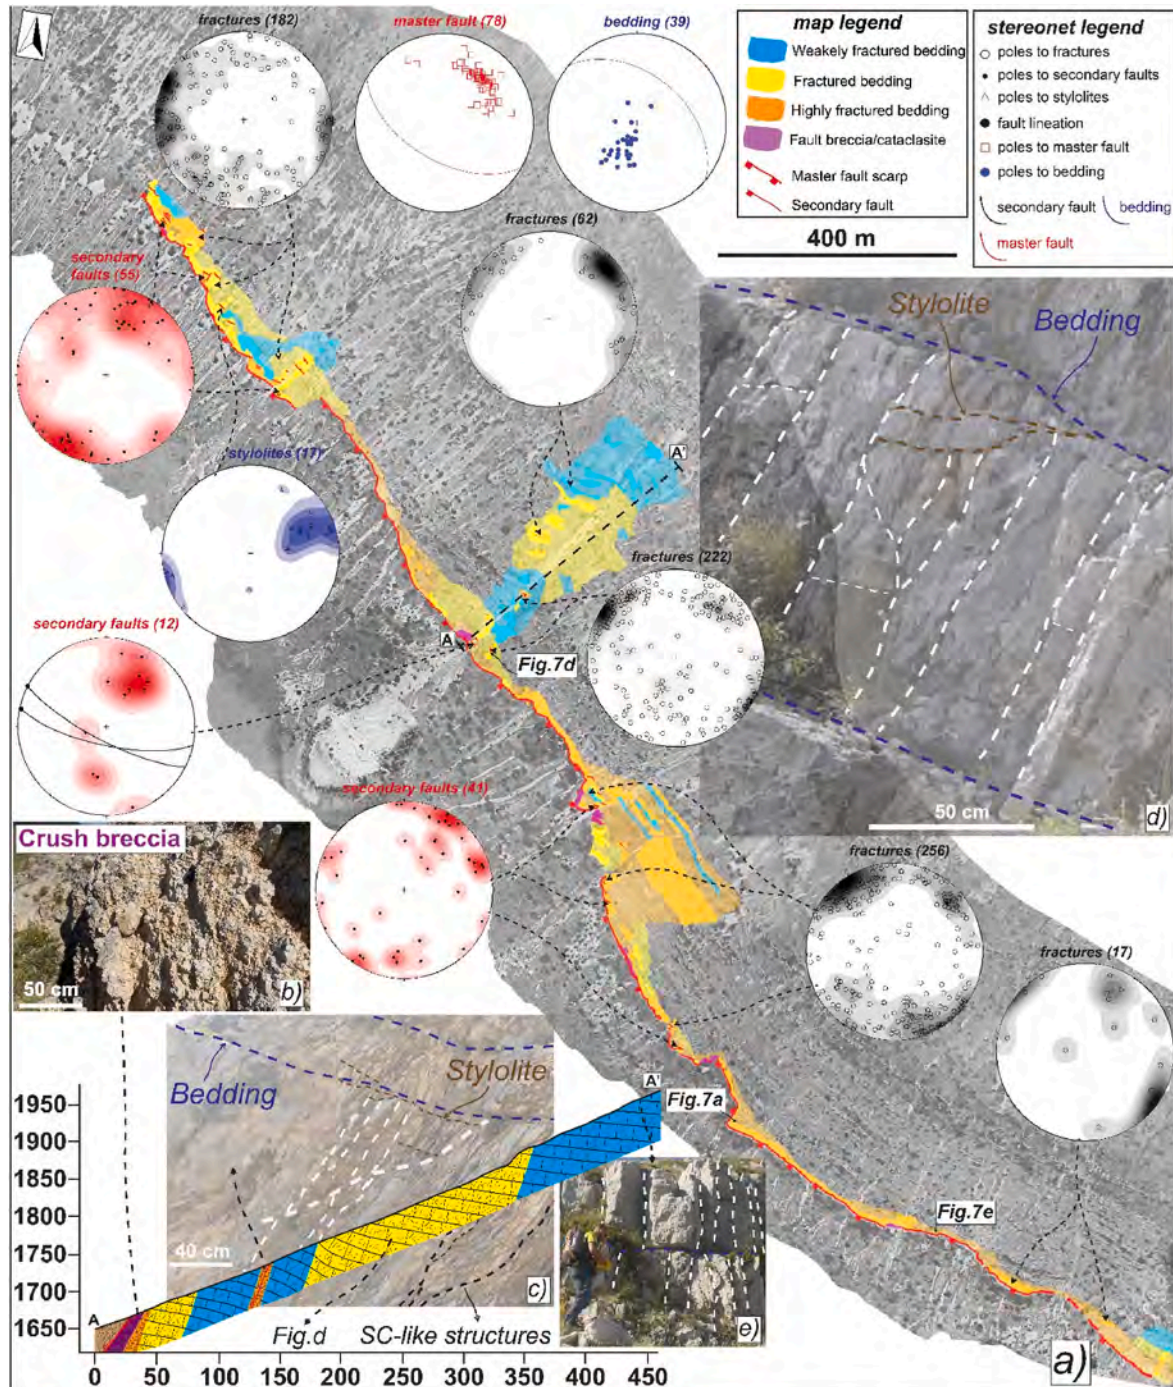 fractures (182)
master fault (78)
bedding (39)
map legend
Weakely fractured bedding
Fractured bedding
Highly fractured bedding
Fault breccia/cataclasite
Master fault scarp
Secondary fault
400 m
stereonet legend
poles to fractures
poles to secondary faults
poles to stylolites
fault lineation
poles to master fault
poles to bedding
secondary fault
bedding
master fault
fractures (62)
secondary
faults (55)
stylolites (17)
A'
Stylolite
Bedding
fractures (222)
A
Fig.7d
secondary faults (12)
secondary faults (41)
50 cm
d)
Crush breccia
50 cm
b)
fractures (256)
fractures (17)
Bedding
Stylolite
A'
Fig.7a
Fig.7e
40 cm
c)
e)
a)
1950
1900
1850
1800
1750
1700
1650
A
Fig.d
SC-like structures
0 50 100 150 200 250 300 350 400 450